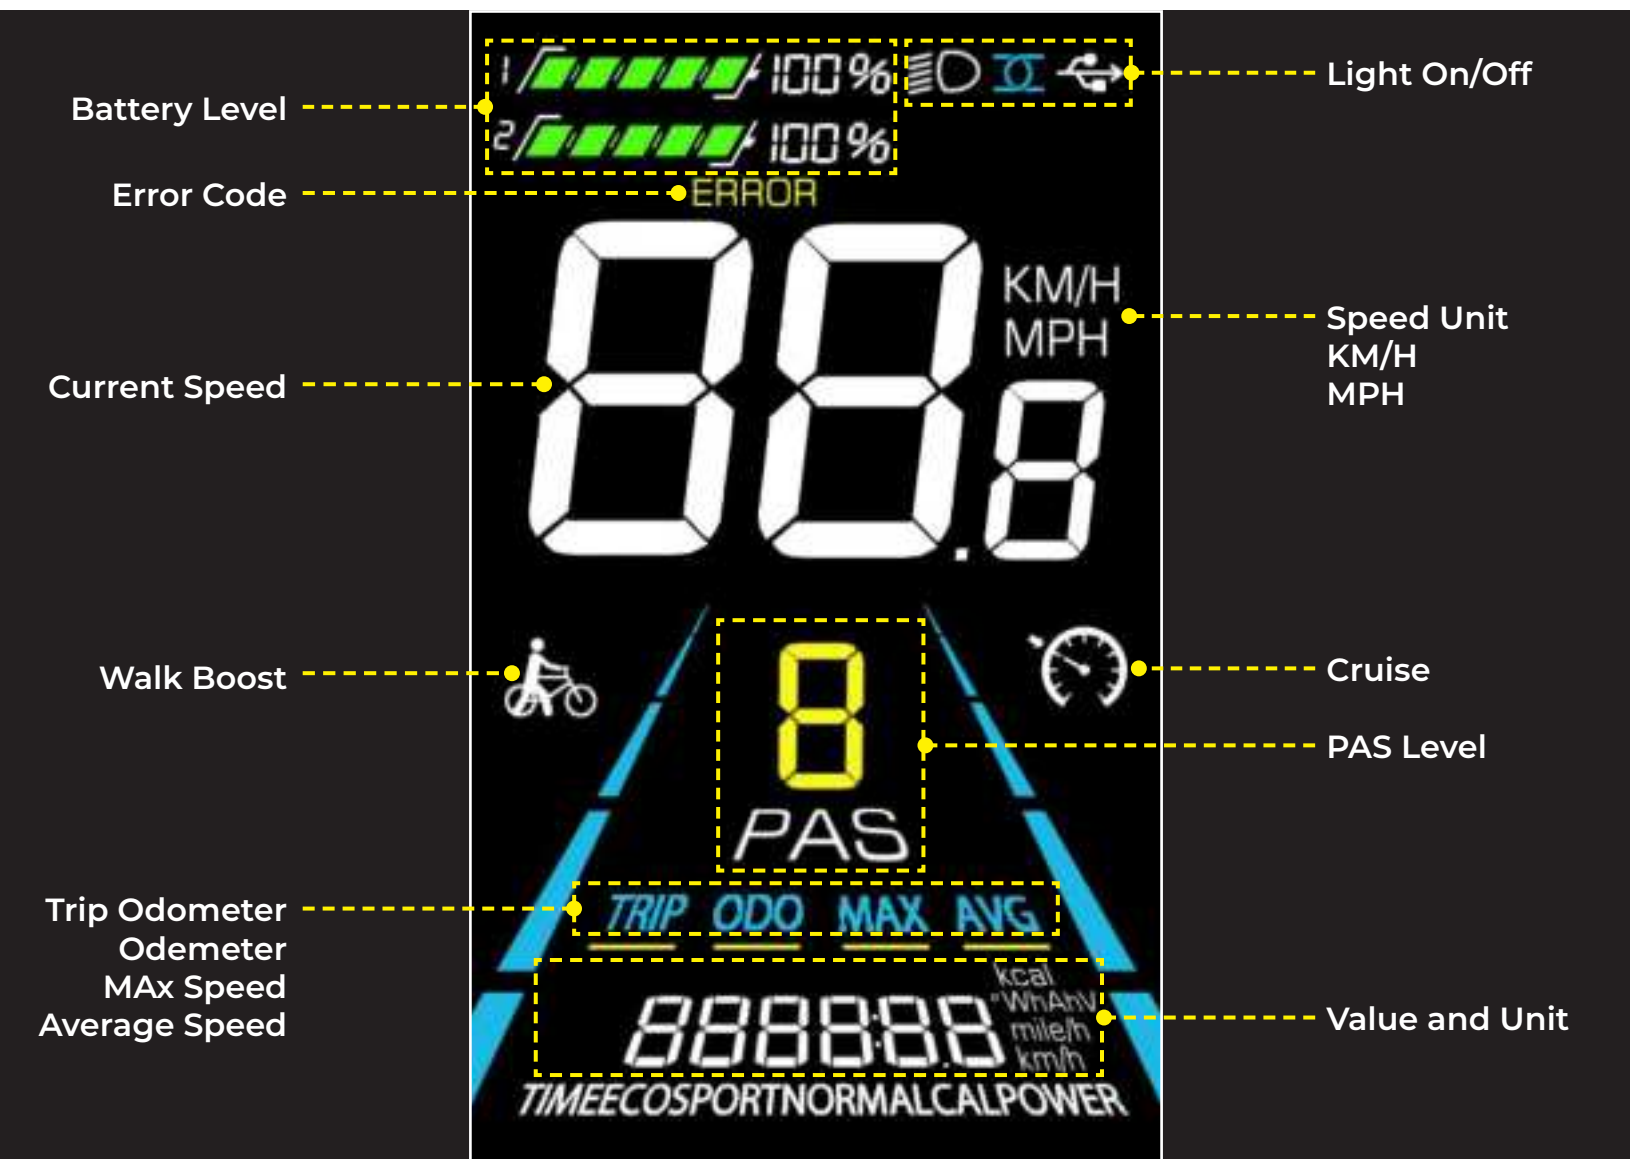 1 100%
2 100%
ERROR
88.8
KM/H
MPH
8
PAS
TRIP ODO MAX AVG
888888.8
kcal
"WhAhV
mile/h
km/h
TIMEECOSPORTNORMALCALPOWER
Battery Level
Error Code
Current Speed
Walk Boost
Trip Odometer
Odemeter
MAx Speed
Average Speed
Light On/Off
Speed Unit
KM/H
MPH
Cruise
PAS Level
Value and Unit